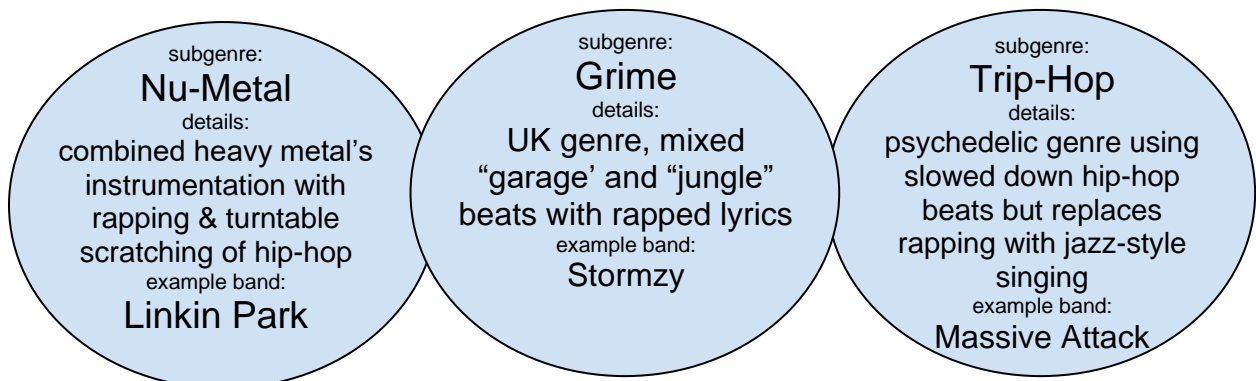 subgenre:
Nu-Metal
details:
combined heavy metal’s
instrumentation with
rapping & turntable
scratching of hip-hop
example band:
Linkin Park
subgenre:
Grime
details:
UK genre, mixed
“garage’ and “jungle”
beats with rapped lyrics
example band:
Stormzy
subgenre:
Trip-Hop
details:
psychedelic genre using
slowed down hip-hop
beats but replaces
rapping with jazz-style
singing
example band:
Massive Attack